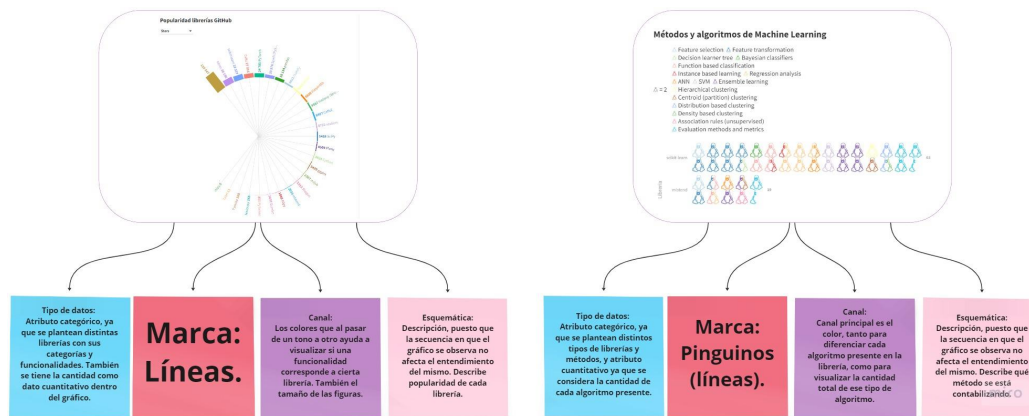 Popularidad librerías GitHub
Stars
Métodos y algoritmos de Machine Learning
Feature selection
Feature transformation
Decision learner tree
Bayesian classifiers
Function based classification
Instance based learning
Regression analysis
ANN
SVM
Ensemble learning
= 2
Hierarchical clustering
Centroid (partition) clustering
Distribution based clustering
Density based clustering
Association rules (unsupervised)
Evaluation methods and metrics
Librería
Tipo de datos:
Atributo categórico, ya
que se plantean distintas
librerías con sus
categorías y
funcionalidades. También
se tiene la cantidad como
dato cuantitativo dentro
del gráfico.
Marca:
Líneas.
Canal:
Los colores que al pasar
de un tono a otro ayuda a
visualizar si una
funcionalidad
corresponde a cierta
librería. También el
tamaño de las figuras.
Esquemática:
Descripción, puesto que
la secuencia en que el
gráfico se observa no
afecta el entendimiento
del mismo. Describe
popularidad de cada
librería.
Tipo de datos:
Atributo categórico, ya
que se plantean distintos
tipos de librerías y
métodos, y atributo
cuantitativo ya que se
considera la cantidad de
cada algoritmo presente.
Marca:
Pinguinos
(líneas).
Canal:
Canal principal es el
color, tanto para
diferenciar cada
algoritmo presente en la
librería, como para
visualizar la cantidad
total de ese tipo de
algoritmo.
Esquemática:
Descripción, puesto que
la secuencia en que el
gráfico se observa no
afecta el entendimiento
del mismo. Describe qué
método se está
contabilizando.
miro